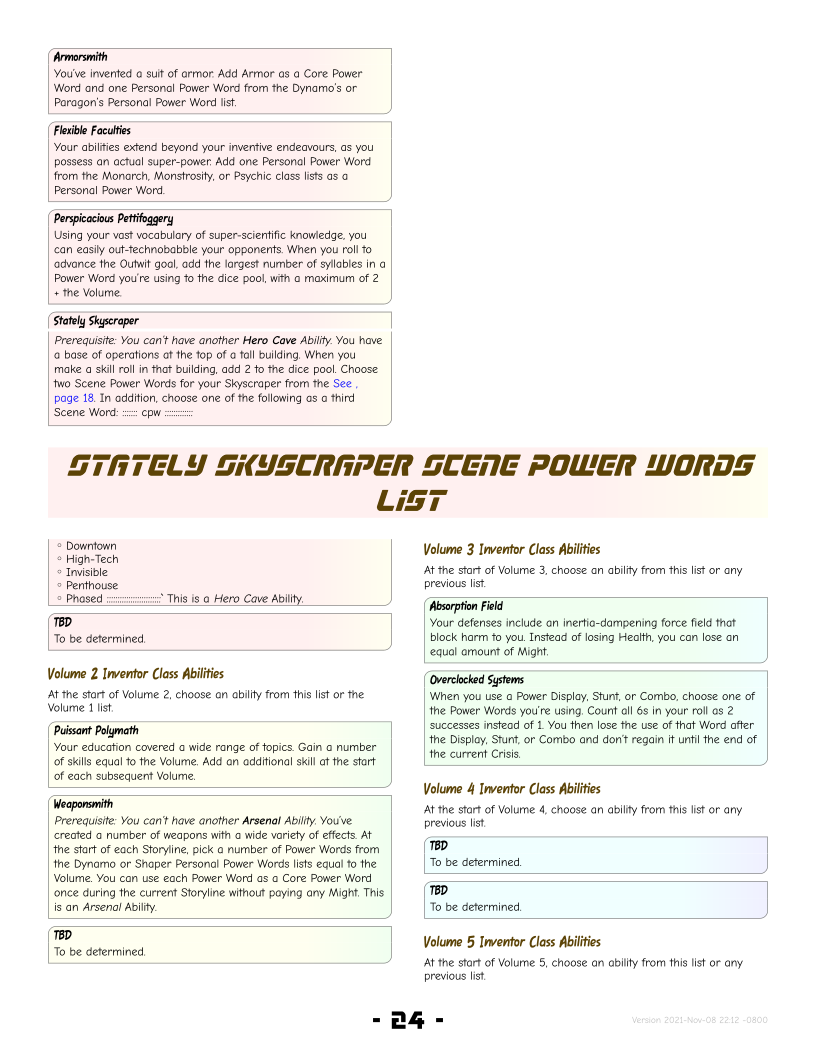 Armorsmith
You've invented a suit of armor. Add Armor as a Core Power
Word and one Personal Power Word from the Dynamo's or
Paragon's Personal Power Word list.
Flexible Faculties
Your abilities extend beyond your inventive endeavours, as you
possess an actual super-power. Add one Personal Power Word
from the Monarch, Monstrosity, or Psychic class lists as a
Personal Power Word.
Perspicacious Pettifoggery
Using your vast vocabulary of super-scientific knowledge, you
can easily out-technobabble your opponents. When you roll to
advance the Outwit goal, add the largest number of syllables in a
Power Word you're using to the dice pool, with a maximum of 2
+ the Volume.
Stately Skyscraper
Prerequisite: You can't have another Hero Cave Ability. You have
a base of operations at the top of a tall building. When you
make a skill roll in that building, add 2 to the dice pool. Choose
two Scene Power Words for your Skyscraper from the See ,
page 18. In addition, choose one of the following as a third
Scene Word: ::::::: cpw :::::::::::::
STATELY SKYSCRAPER SCENE POWER WORDS
LIST
◦ Downtown
◦ High-Tech
◦ Invisible
◦ Penthouse
◦ Phased :::::::::::::::::::::::::` This is a Hero Cave Ability.
TBD
To be determined.
Volume 2 Inventor Class Abilities
At the start of Volume 2, choose an ability from this list or the
Volume 1 list.
Puissant Polymath
Your education covered a wide range of topics. Gain a number
of skills equal to the Volume. Add an additional skill at the start
of each subsequent Volume.
Weaponsmith
Prerequisite: You can't have another Arsenal Ability. You've
created a number of weapons with a wide variety of effects. At
the start of each Storyline, pick a number of Power Words from
the Dynamo or Shaper Personal Power Words lists equal to the
Volume. You can use each Power Word as a Core Power Word
once during the current Storyline without paying any Might. This
is an Arsenal Ability.
TBD
To be determined.
Volume 3 Inventor Class Abilities
At the start of Volume 3, choose an ability from this list or any
previous list.
Absorption Field
Your defenses include an inertia-dampening force field that
block harm to you. Instead of losing Health, you can lose an
equal amount of Might.
Overclocked Systems
When you use a Power Display, Stunt, or Combo, choose one of
the Power Words you're using. Count all 6s in your roll as 2
successes instead of 1. You then lose the use of that Word after
the Display, Stunt, or Combo and don't regain it until the end of
the current Crisis.
Volume 4 Inventor Class Abilities
At the start of Volume 4, choose an ability from this list or any
previous list.
TBD
To be determined.
TBD
To be determined.
Volume 5 Inventor Class Abilities
At the start of Volume 5, choose an ability from this list or any
previous list.
- 24 -
Version 2021-Nov-08 22:12 -0800